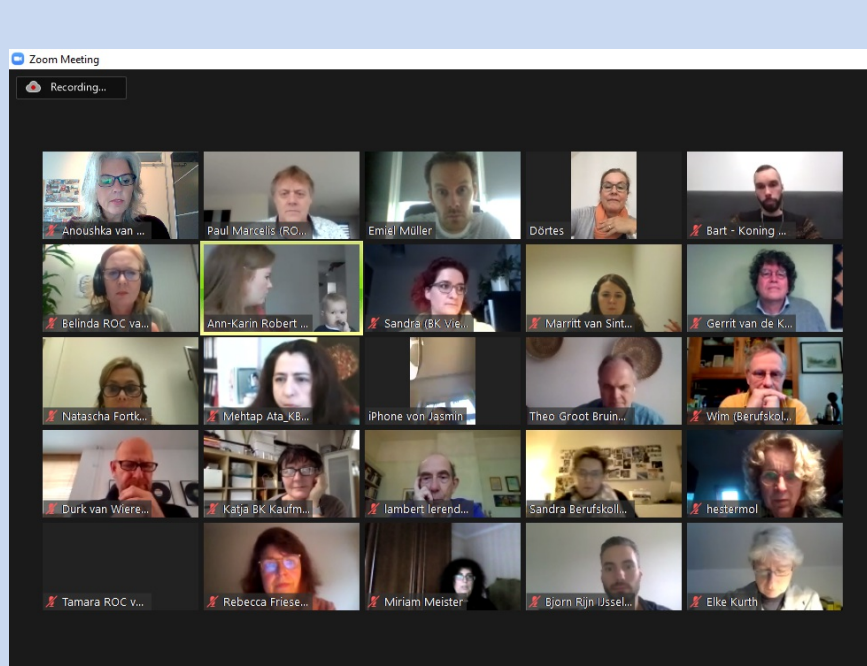 Zoom Meeting
Recording...
Anoushka van ...
Paul Marcelis (RO...
Emiel Müller
Dörtes
Bart - Koning ...
Belinda ROC va...
Ann-Karin Robert ...
Sandra (BK Vie...
Marritt van Sint...
Gerrit van de K...
Natascha Fortk...
Mehtap Ata_KB...
iPhone von Jasmin
Theo Groot Bruin...
Wim (Berufskol...
Durk van Wiere...
Katja BK Kaufm...
lambert lerend...
Sandra Berufskoll...
hestermol
Tamara ROC v...
Rebecca Friese...
Miriam Meister
Bjorn Rijn IJssel...
Elke Kurth